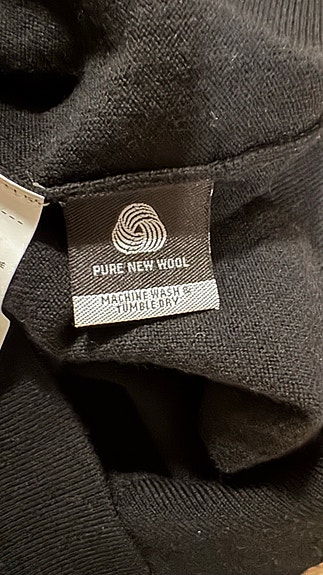 PURE NEW WOOL
MACHINE WASH &
TUMBLE DRY